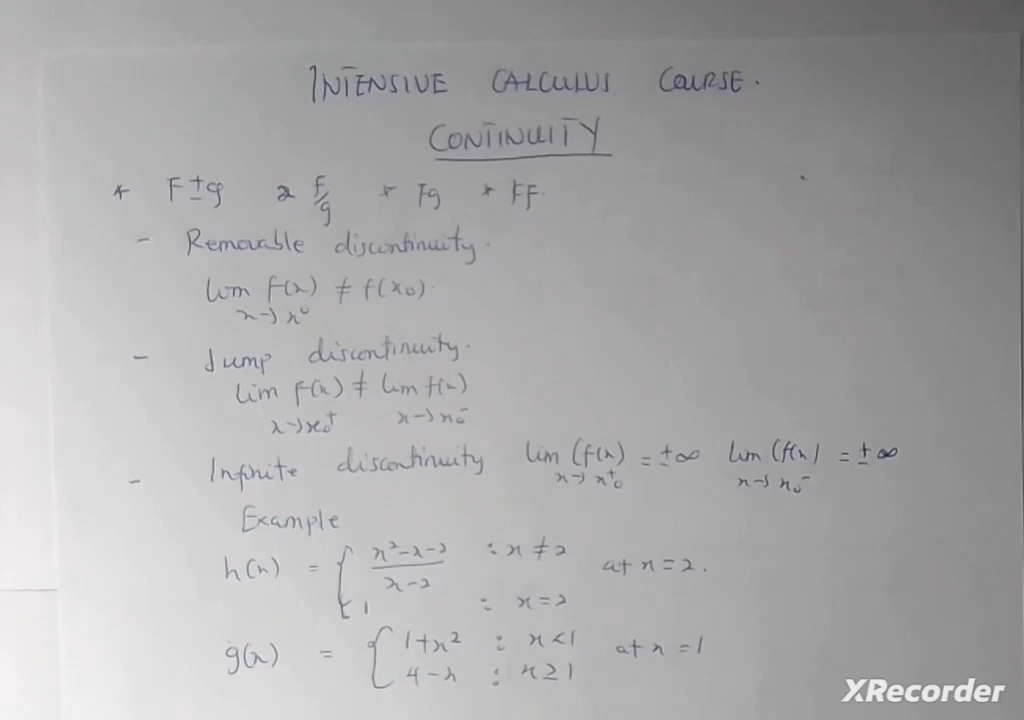 INTENSIVE CALCULUS COURSE.
CONTINUITY
* F±g * F/g * Fg * kF.
- Removable discontinuity.
lim f(x) ≠ f(x₀).
x→x⁰
- Jump discontinuity.
lim f(x) ≠ lim f(x)
x→x₀⁺ x→x₀⁻
- Infinite discontinuity lim (f(x) = ±∞ lim (f(x) = ±∞
x→x₀⁺ x→x₀⁻
Example
h(x) = { x²-x-2 / x-2 : x≠2 at x=2.
1 : x=2
g(x) = { 1+x² : x<1 at x=1
4-x : x≥1
XRecorder